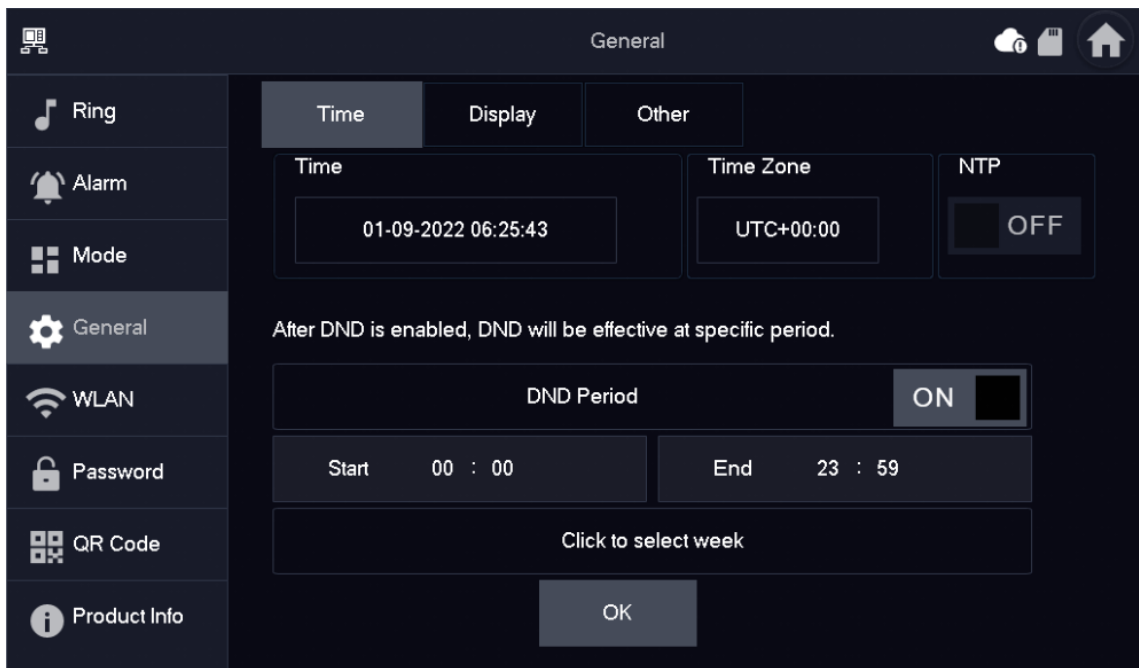 General
Ring
Alarm
Mode
General
WLAN
Password
QR Code
Product Info
Time Display Other
Time Time Zone NTP
01-09-2022 06:25:43 UTC+00:00 OFF
After DND is enabled, DND will be effective at specific period.
DND Period ON
Start 00 : 00 End 23 : 59
Click to select week
OK